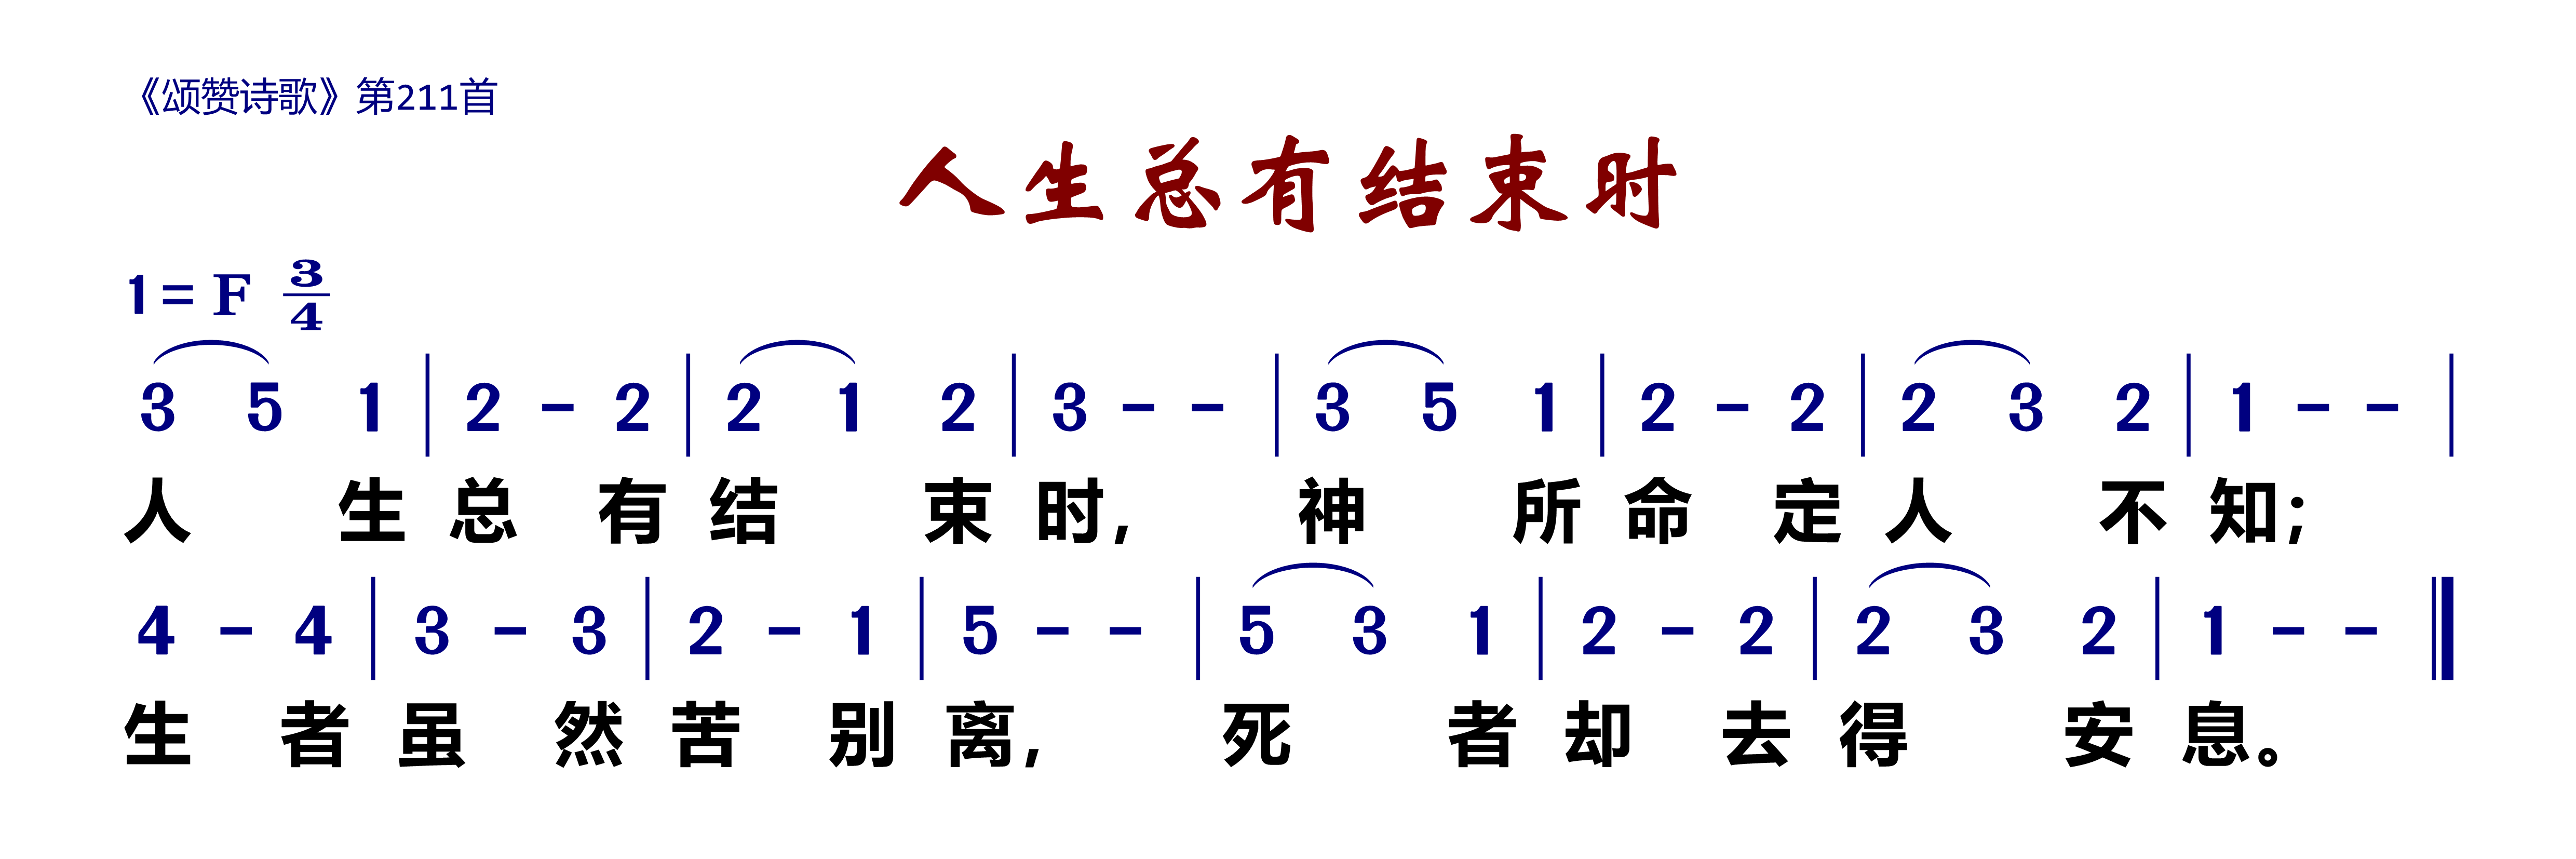 《颂赞诗歌》第211首
人生总有结束时
1 = F 3/4
3 5 1 | 2 - 2 | 2 1 2 | 3 - - | 3 5 1 | 2 - 2 | 2 3 2 | 1 - - |
人 生 总 有 结 束 时, 神 所 命 定 人 不 知;
4 - 4 | 3 - 3 | 2 - 1 | 5 - - | 5 3 1 | 2 - 2 | 2 3 2 | 1 - - ‖
生 者 虽 然 苦 别 离, 死 者 却 去 得 安 息。